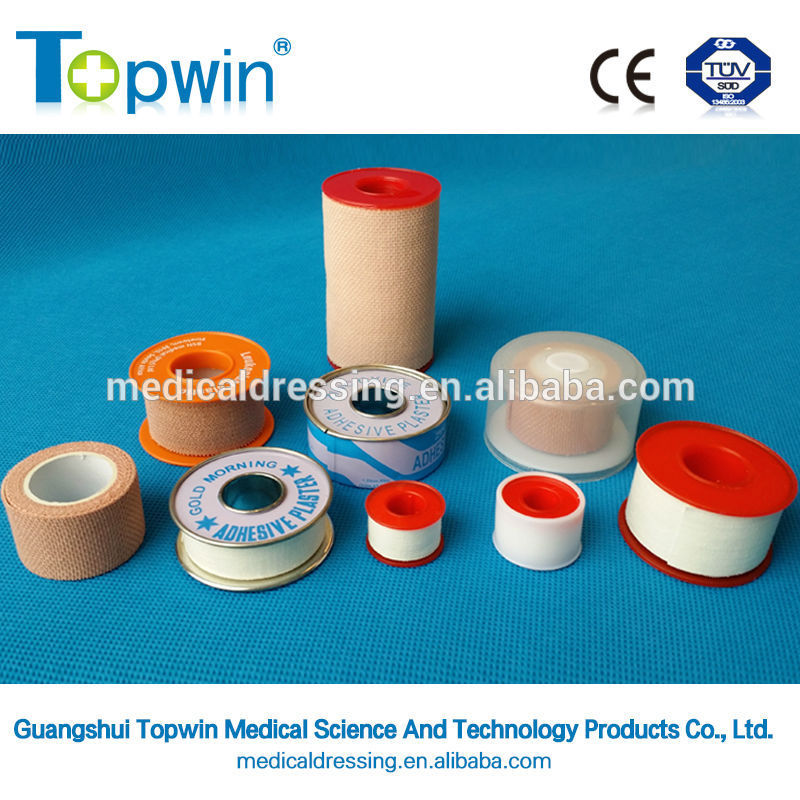 Topwin®
CE
TÜV
SÜD
ISO
13485:2003
medicaldressing.en.alibaba.com
ADHESIVE PLASTER
ADHESIVE
GOLD MORNING
ADHESIVE PLASTER
Guangshui Topwin Medical Science And Technology Products Co., Ltd.
medicaldressing.en.alibaba.com